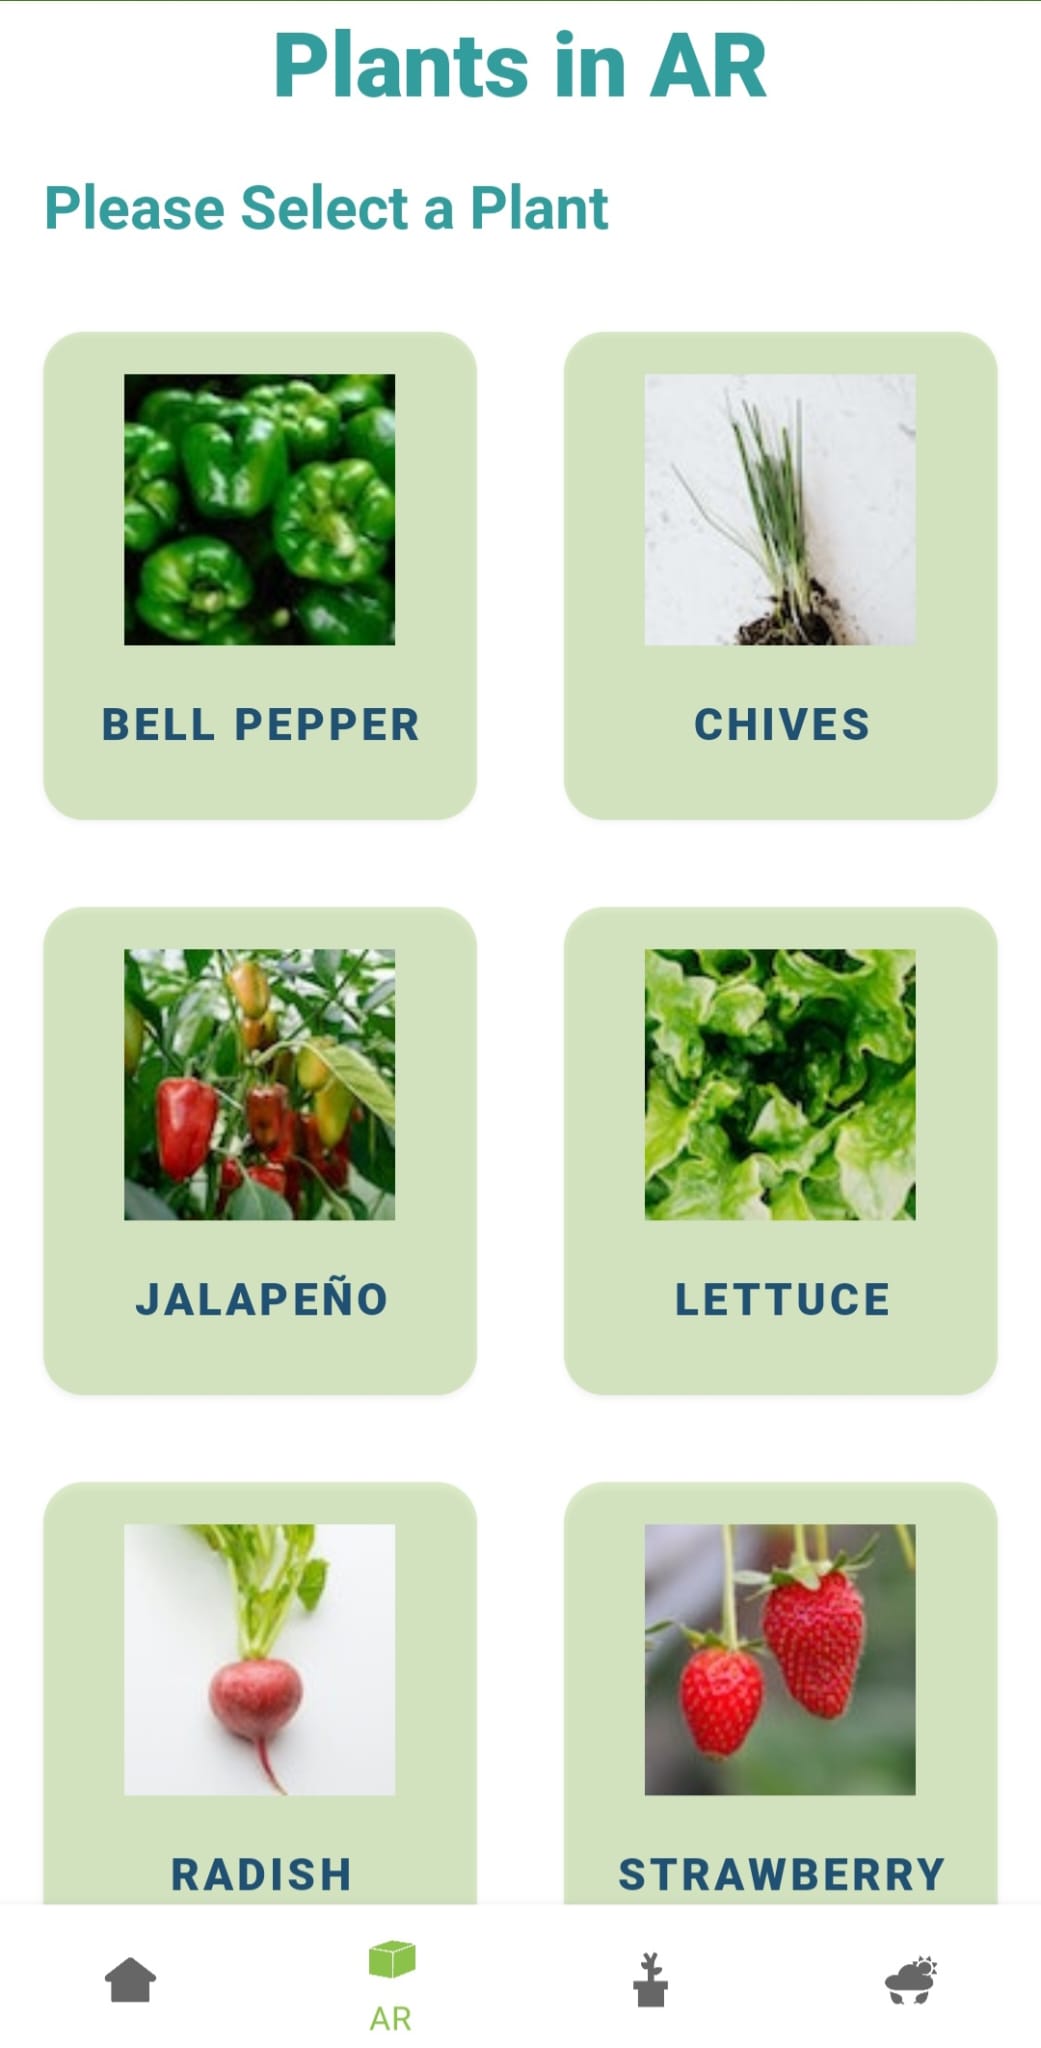 Plants in AR
Please Select a Plant
BELL PEPPER
CHIVES
JALAPEÑO
LETTUCE
RADISH
STRAWBERRY
AR